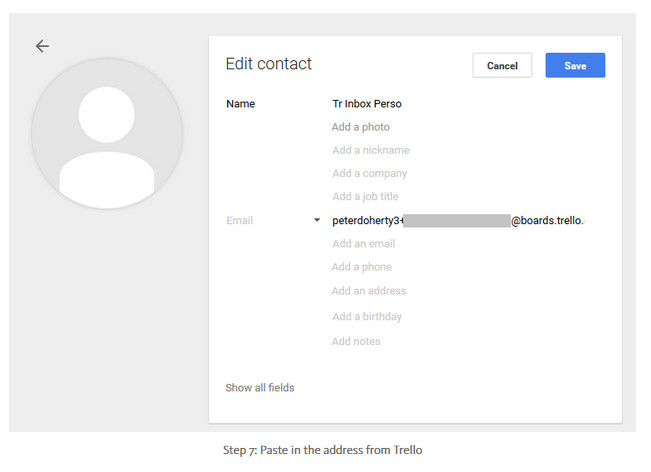 Edit contact
Cancel
Save
Name
Tr Inbox Perso
Add a photo
Add a nickname
Add a company
Add a job title
Email
peterdoherty3+ @boards.trello.
Add an email
Add a phone
Add an address
Add a birthday
Add notes
Show all fields
Step 7: Paste in the address from Trello